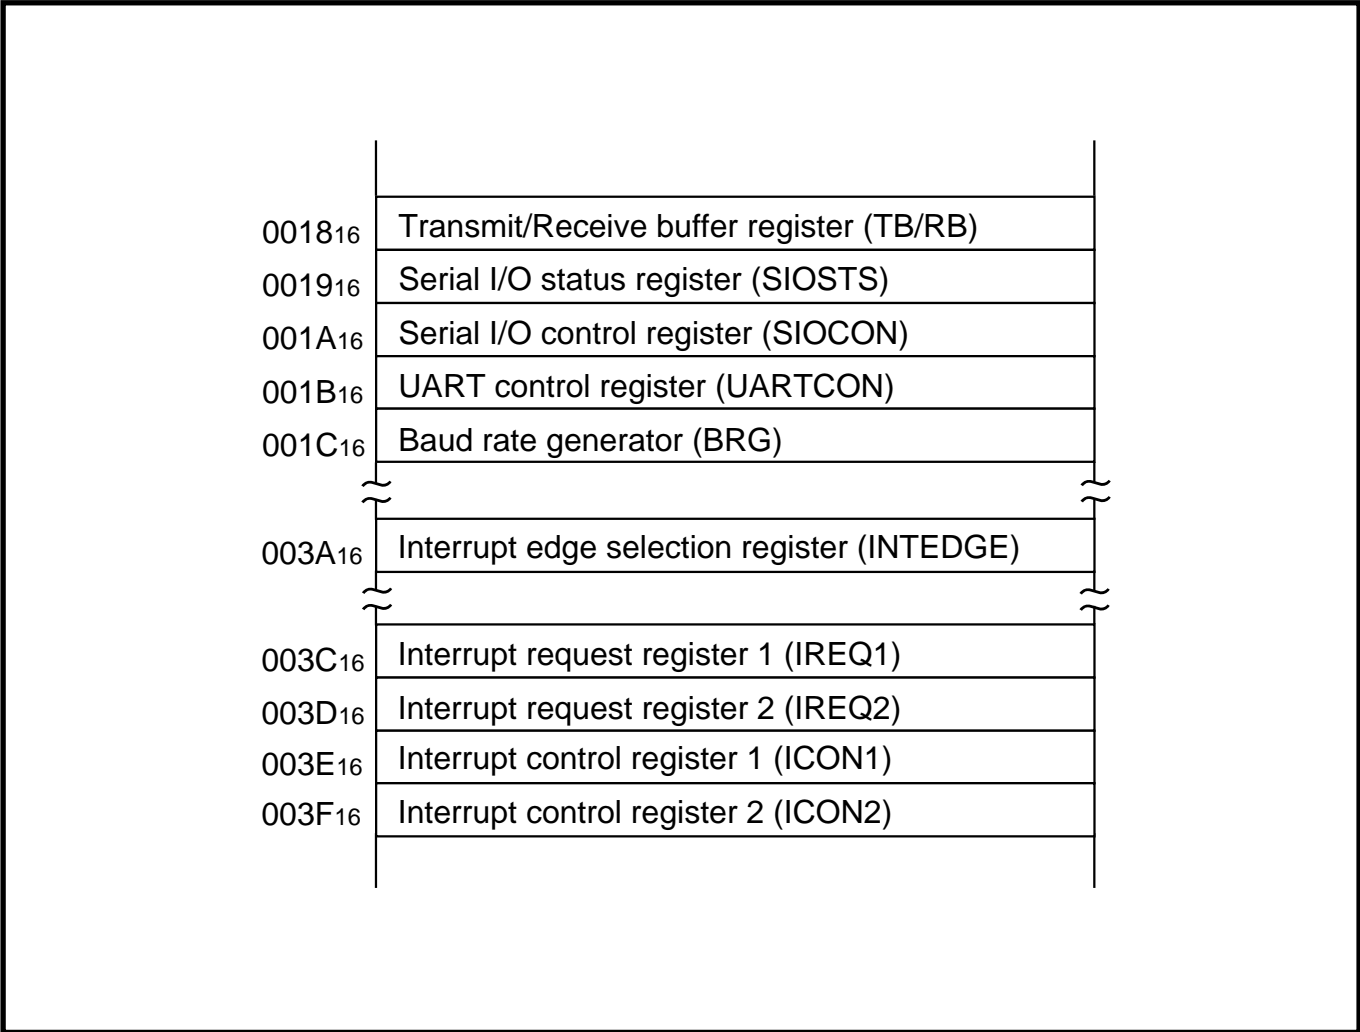 0018₁₆ Transmit/Receive buffer register (TB/RB)
0019₁₆ Serial I/O status register (SIOSTS)
001A₁₆ Serial I/O control register (SIOCON)
001B₁₆ UART control register (UARTCON)
001C₁₆ Baud rate generator (BRG)
003A₁₆ Interrupt edge selection register (INTEDGE)
003C₁₆ Interrupt request register 1 (IREQ1)
003D₁₆ Interrupt request register 2 (IREQ2)
003E₁₆ Interrupt control register 1 (ICON1)
003F₁₆ Interrupt control register 2 (ICON2)